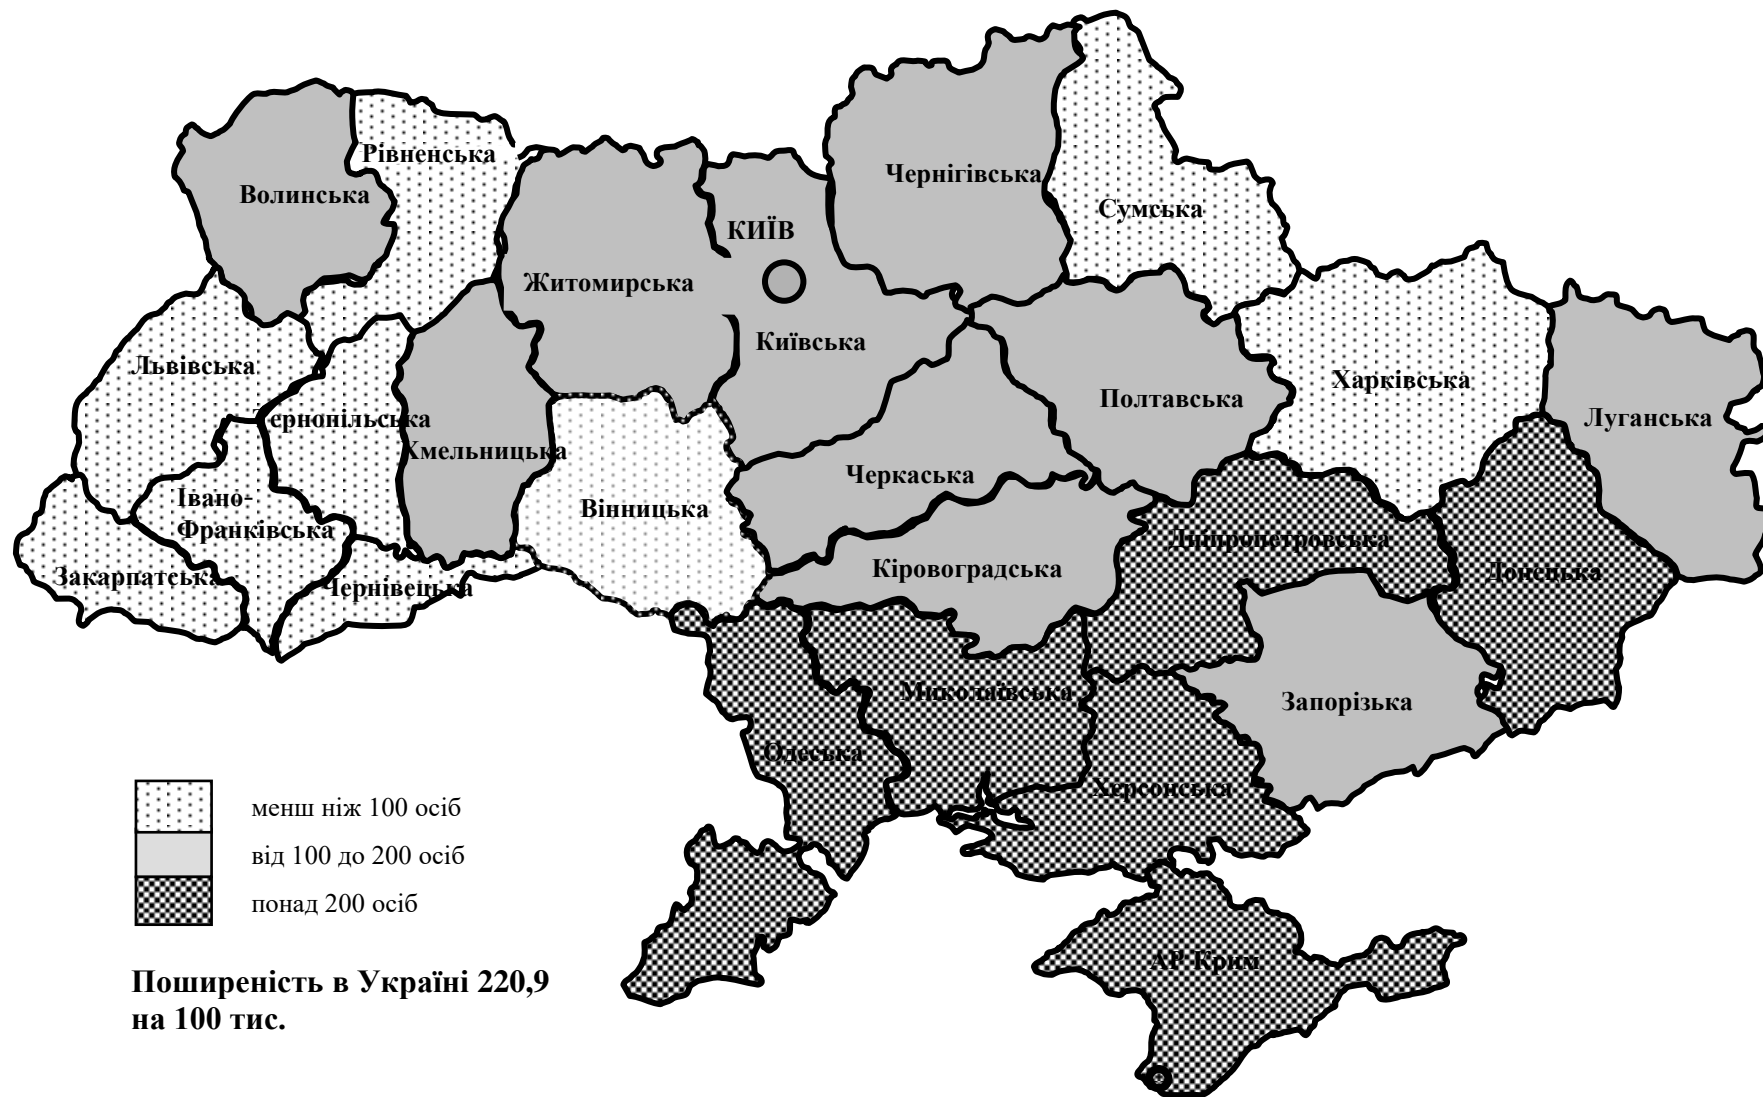 Рівненська
Волинська
Чернігівська
Сумська
КИЇВ
Житомирська
Київська
Львівська
Харківська
Полтавська
Луганська
ернопільська
Хмельницька
Черкаська
Вінницька
Івано-
Франківська
Дніпропетровська
Закарпатська
Чернівецька
Кіровоградська
Донецька
Миколаївська
Запорізька
Одеська
Херсонська
менш ніж 100 осіб
від 100 до 200 осіб
понад 200 осіб
АР Крим
Поширеність в Україні 220,9
на 100 тис.